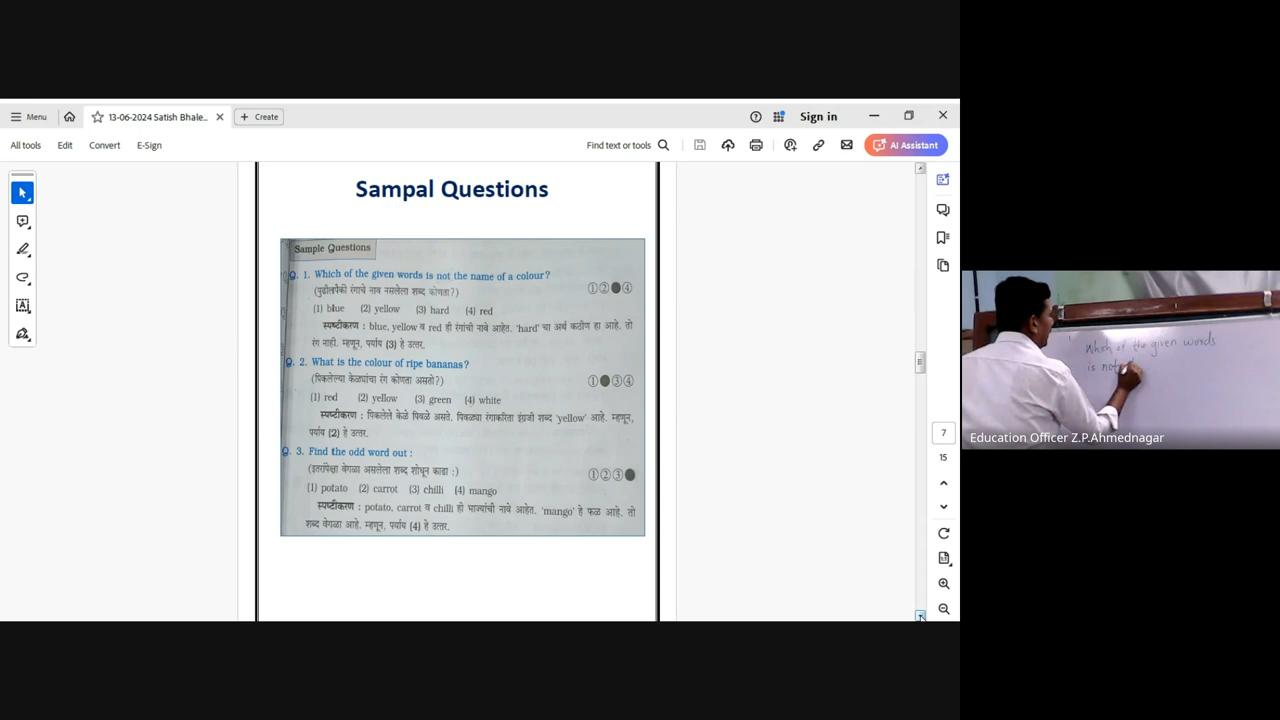 Menu
13-06-2024 Satish Bhale...
Create
Sign in
All tools
Edit
Convert
E-Sign
Find text or tools
AI Assistant
Sampal Questions
Sample Questions
Q. 1. Which of the given words is not the name of a colour?
(पुढीलपैकी रंगाचे नाव नसलेला शब्द कोणता?) ①②●④
(1) blue (2) yellow (3) hard (4) red
स्पष्टीकरण : blue, yellow व red ही रंगांची नावे आहेत. 'hard' चा अर्थ कठीण हा आहे. तो
रंग नाही. म्हणून, पर्याय (3) हे उत्तर.
Q. 2. What is the colour of ripe bananas?
(पिकलेल्या केळ्यांचा रंग कोणता असतो?) ①●③④
(1) red (2) yellow (3) green (4) white
स्पष्टीकरण : पिकलेले केळे पिवळे असते. पिवळ्या रंगाकरिता इंग्रजी शब्द 'yellow' आहे. म्हणून,
पर्याय (2) हे उत्तर.
Q. 3. Find the odd word out :
(इतरांपेक्षा वेगळा असलेला शब्द शोधून काढा :) ①②③●
(1) potato (2) carrot (3) chilli (4) mango
स्पष्टीकरण : potato, carrot व chilli ही भाज्यांची नावे आहेत. 'mango' हे फळ आहे. तो
शब्द वेगळा आहे. म्हणून, पर्याय (4) हे उत्तर.
7
15
Which of the given words
is not
Education Officer Z.P.Ahmednagar